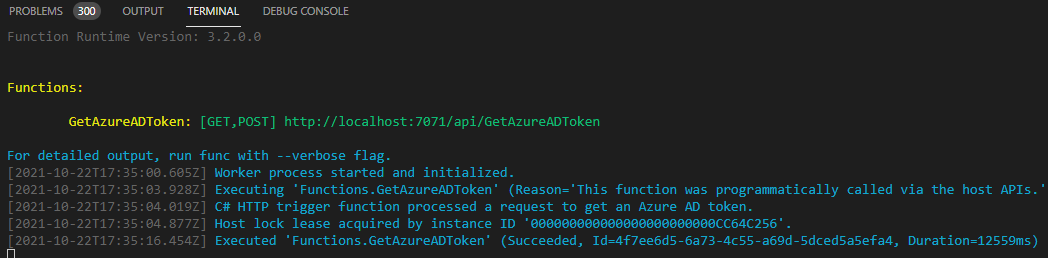 PROBLEMS 300 OUTPUT TERMINAL DEBUG CONSOLE
Function Runtime Version: 3.2.0.0
Functions:
GetAzureADToken: [GET,POST] http://localhost:7071/api/GetAzureADToken
For detailed output, run func with --verbose flag.
[2021-10-22T17:35:00.605Z] Worker process started and initialized.
[2021-10-22T17:35:03.928Z] Executing 'Functions.GetAzureADToken' (Reason='This function was programmatically called via the host APIs.'
[2021-10-22T17:35:04.019Z] C# HTTP trigger function processed a request to get an Azure AD token.
[2021-10-22T17:35:04.877Z] Host lock lease acquired by instance ID '000000000000000000000000CC64C256'.
[2021-10-22T17:35:16.454Z] Executed 'Functions.GetAzureADToken' (Succeeded, Id=4f7ee6d5-6a73-4c55-a69d-5dced5a5efa4, Duration=12559ms)